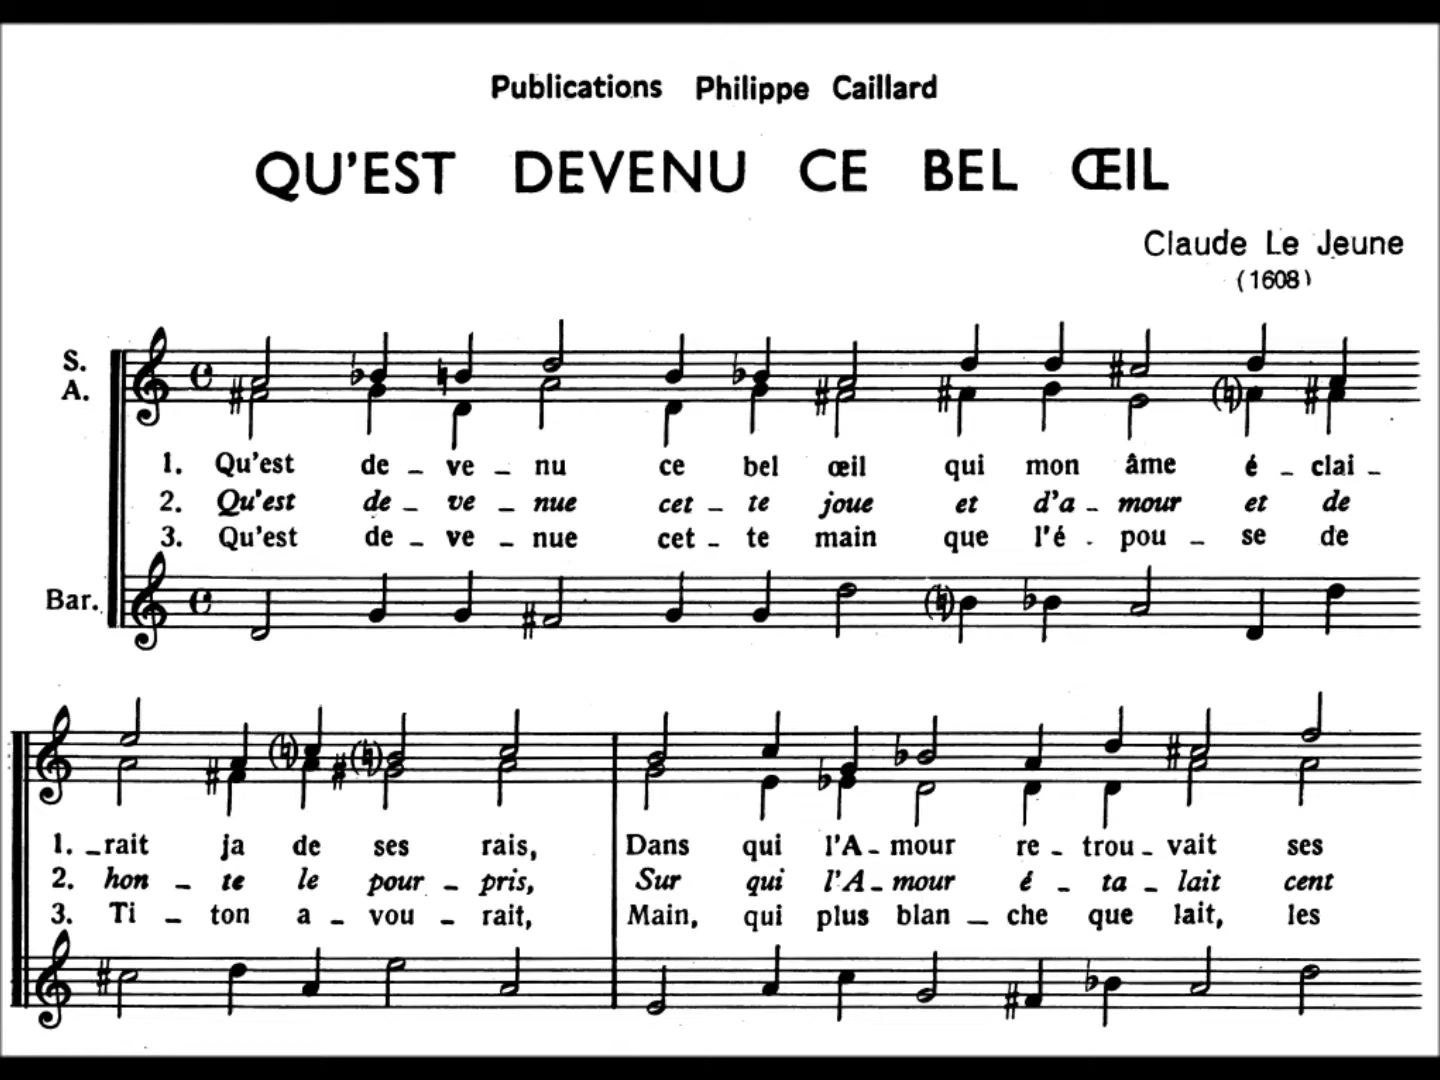 Publications Philippe Caillard
QU'EST DEVENU CE BEL ŒIL
Claude Le Jeune
(1608)
S.
A.
1. Qu'est de _ ve _ nu ce bel œil qui mon âme é _ clai _
2. Qu'est de _ ve _ nue cet _ te joue et d'a _ mour et de
3. Qu'est de _ ve _ nue cet _ te main que l'é _ pou _ se de
Bar.
1. _ rait ja de ses rais, Dans qui l'A _ mour re _ trou _ vait ses
2. hon _ te le pour _ pris, Sur qui l'A _ mour é _ ta _ lait cent
3. Ti _ ton a _ vou _ rait, Main, qui plus blan _ che que lait, les